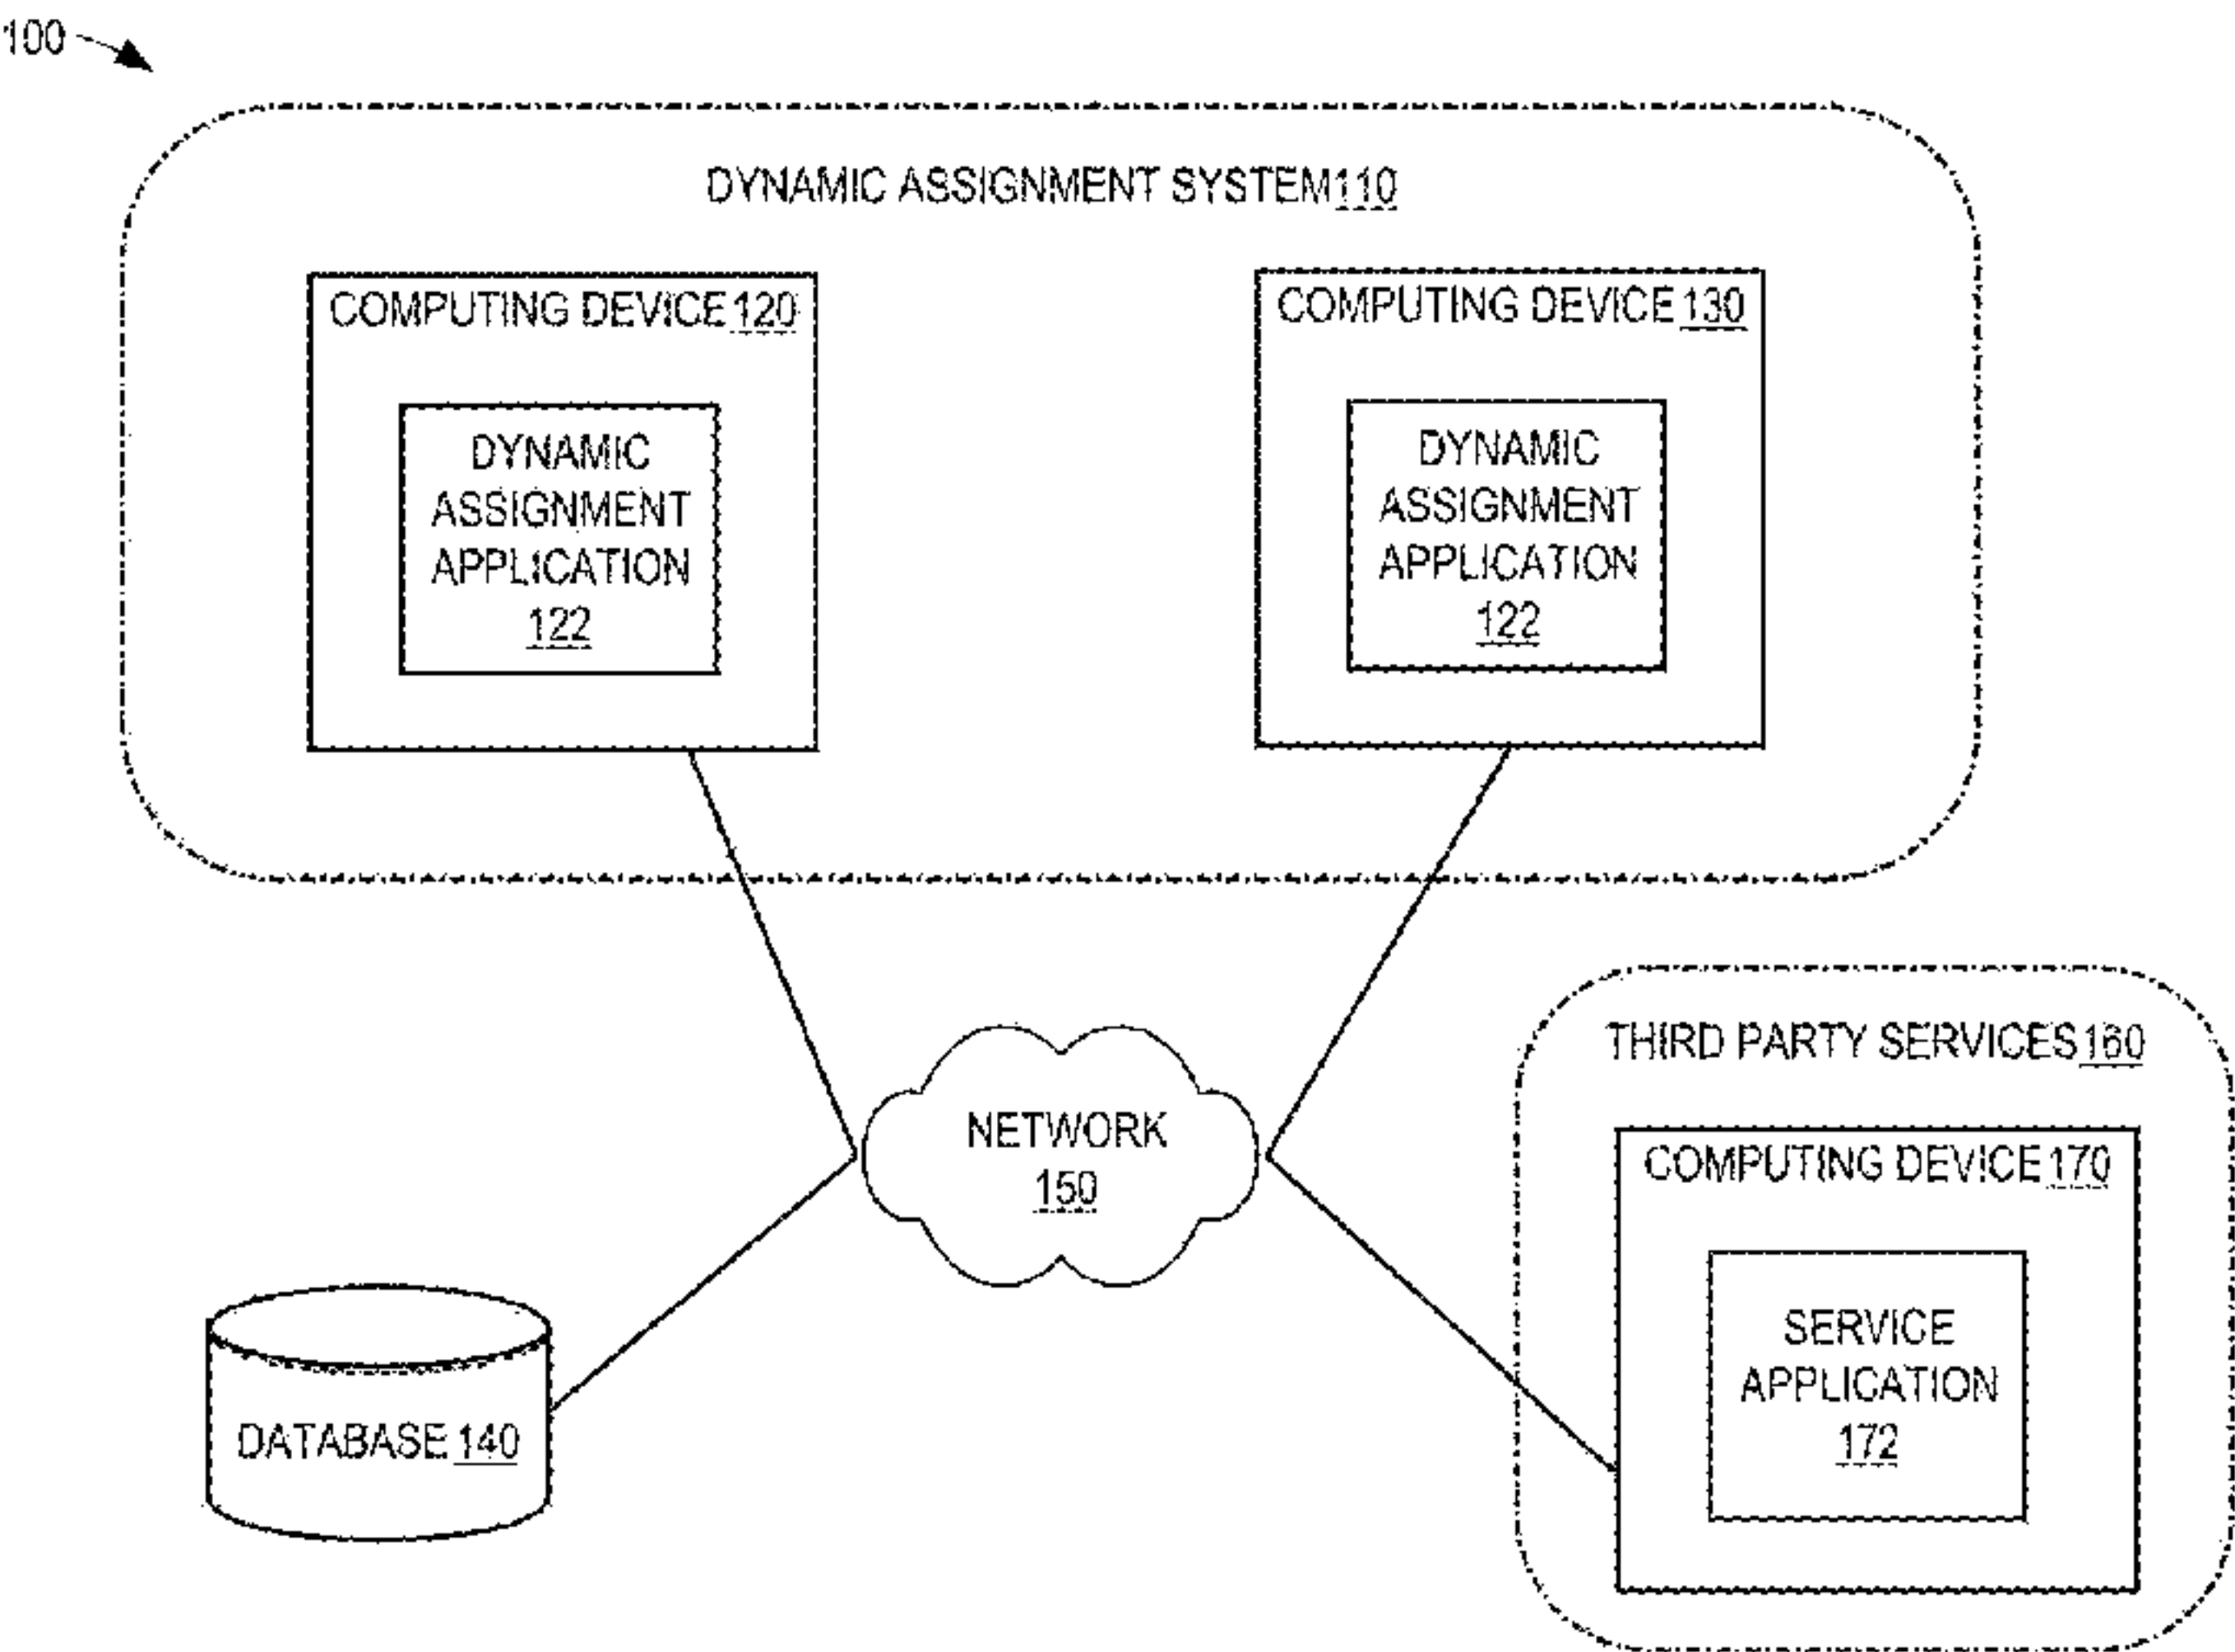 100
DYNAMIC ASSIGNMENT SYSTEM 110
COMPUTING DEVICE 120
DYNAMIC
ASSIGNMENT
APPLICATION
122
COMPUTING DEVICE 130
DYNAMIC
ASSIGNMENT
APPLICATION
122
NETWORK
150
THIRD PARTY SERVICES 160
COMPUTING DEVICE 170
SERVICE
APPLICATION
172
DATABASE 140